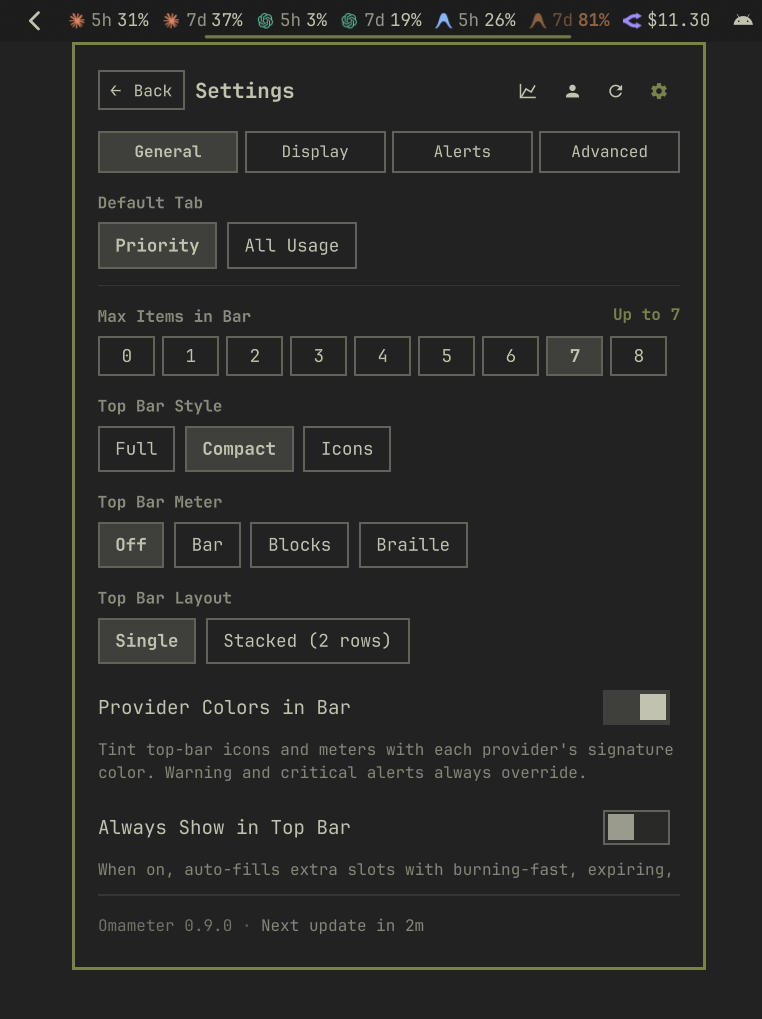 5h 31% 7d 37% 5h 3% 7d 19% 5h 26% 7d 81% $11.30
← Back Settings
General Display Alerts Advanced
Default Tab
Priority All Usage
Max Items in Bar Up to 7
0 1 2 3 4 5 6 7 8
Top Bar Style
Full Compact Icons
Top Bar Meter
Off Bar Blocks Braille
Top Bar Layout
Single Stacked (2 rows)
Provider Colors in Bar
Tint top-bar icons and meters with each provider's signature
color. Warning and critical alerts always override.
Always Show in Top Bar
When on, auto-fills extra slots with burning-fast, expiring,
Omameter 0.9.0 · Next update in 2m